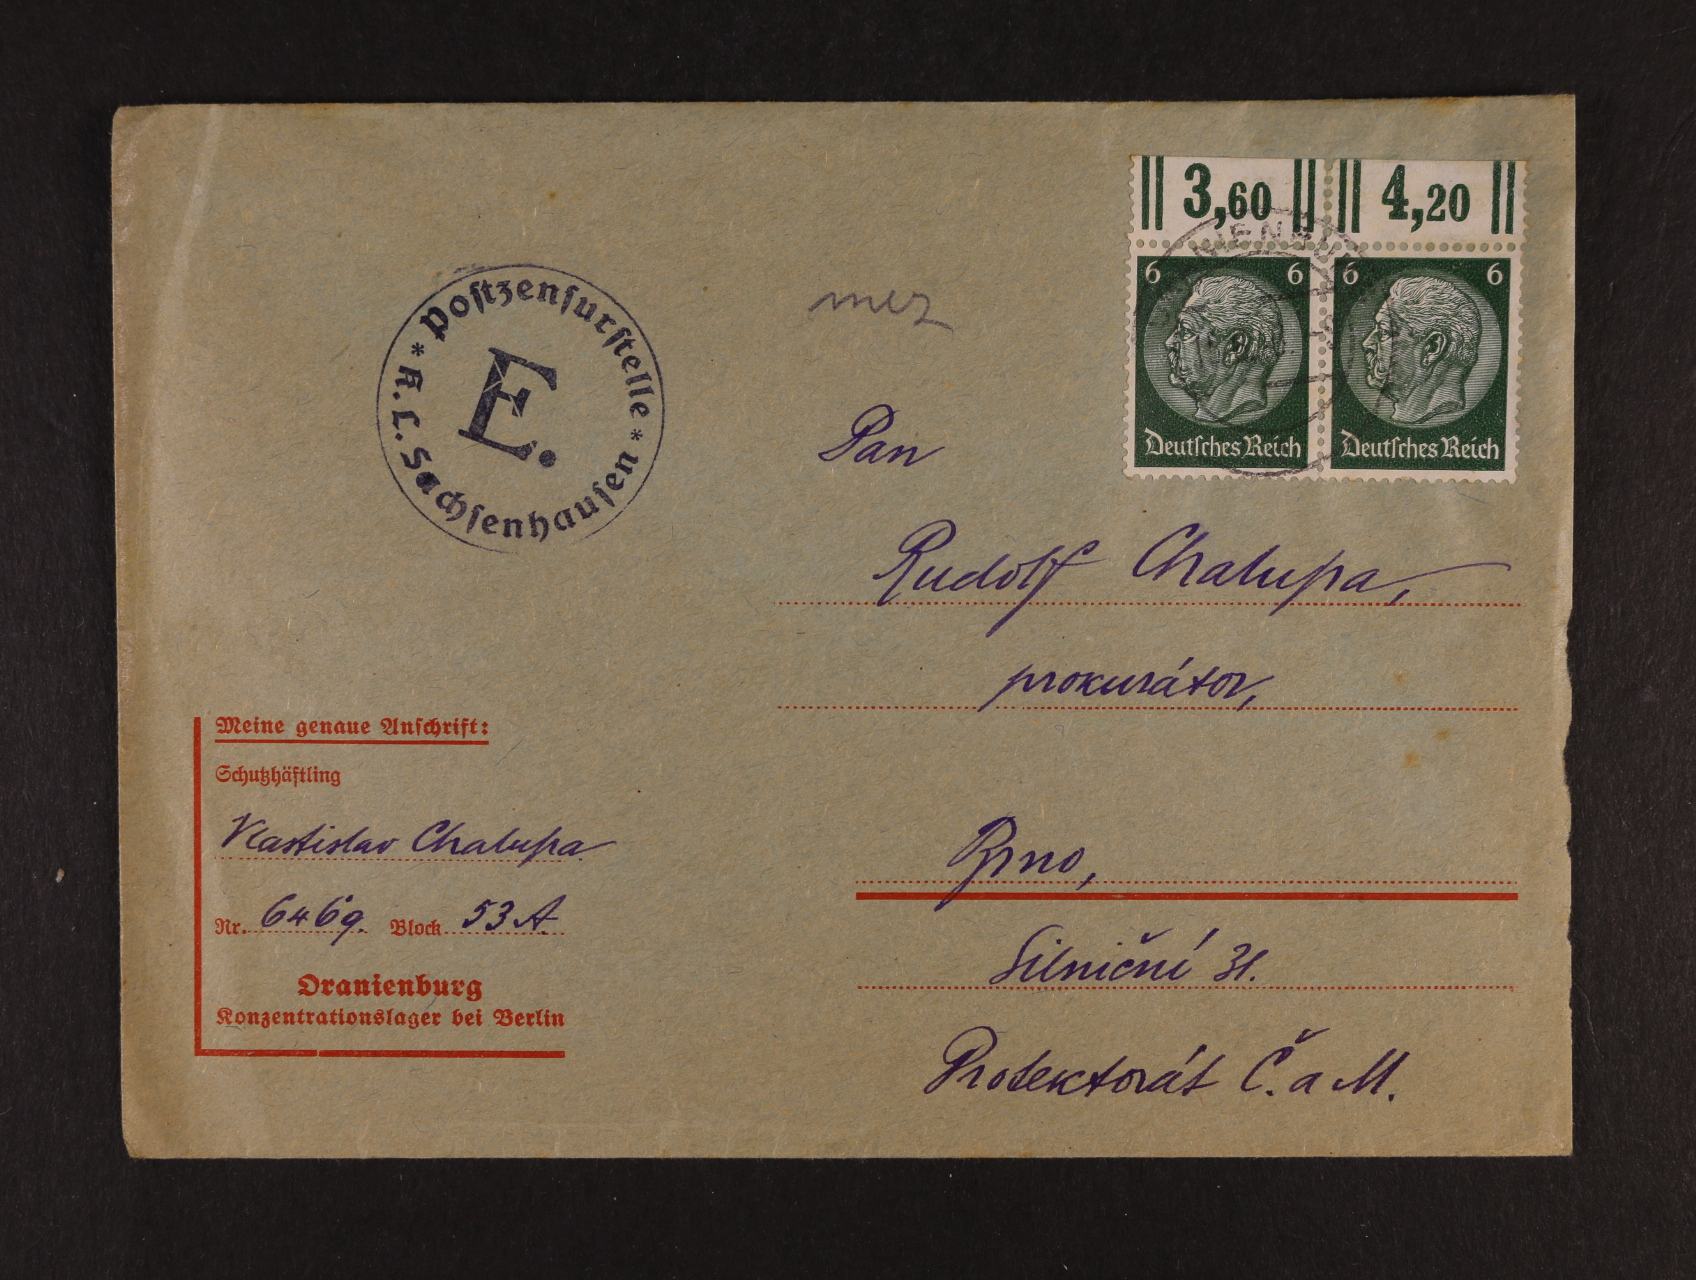 3,60 4,20
6 6 6 6
Deutsches Reich Deutsches Reich
* Postzensurstelle *
K.L. Sachsenhausen
E.
Pan
Rudolf Chalupa,
prokurátor,
Brno,
Silniční 31.
Protektorát Č. a M.
Meine genaue Anschrift:
Schutzhäftling
Vlastislav Chalupa
Nr. 6469. Block 53 A.
Oranienburg
Konzentrationslager bei Berlin